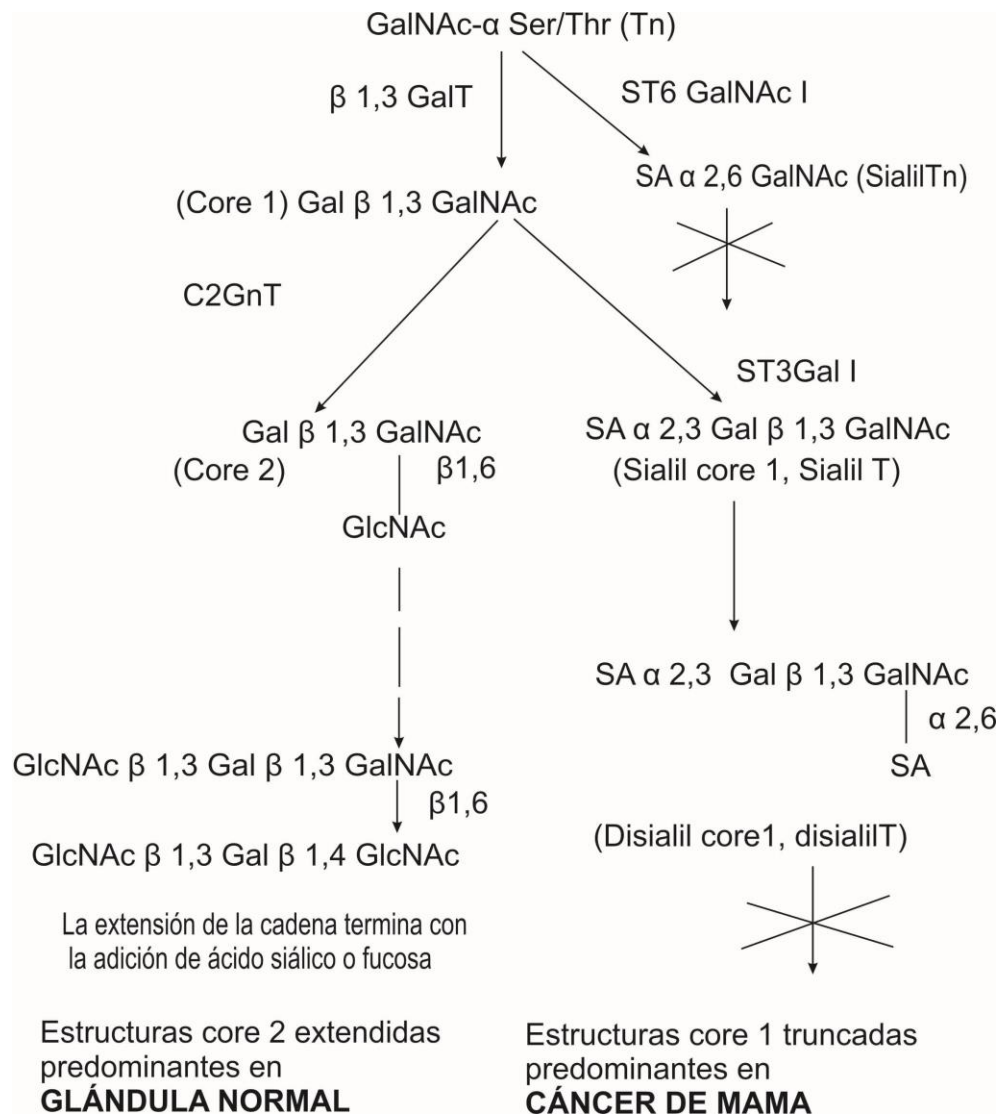 GalNAc-α Ser/Thr (Tn)
β 1,3 GalT
ST6 GalNAc I
SA α 2,6 GalNAc (SialilTn)
(Core 1) Gal β 1,3 GalNAc
C2GnT
ST3Gal I
Gal β 1,3 GalNAc
(Core 2)
β1,6
GlcNAc
SA α 2,3 Gal β 1,3 GalNAc
(Sialil core 1, Sialil T)
SA α 2,3 Gal β 1,3 GalNAc
α 2,6
SA
(Disialil core1, disialilT)
GlcNAc β 1,3 Gal β 1,3 GalNAc
β1,6
GlcNAc β 1,3 Gal β 1,4 GlcNAc
La extensión de la cadena termina con
la adición de ácido siálico o fucosa
Estructuras core 2 extendidas
predominantes en
GLÁNDULA NORMAL
Estructuras core 1 truncadas
predominantes en
CÁNCER DE MAMA